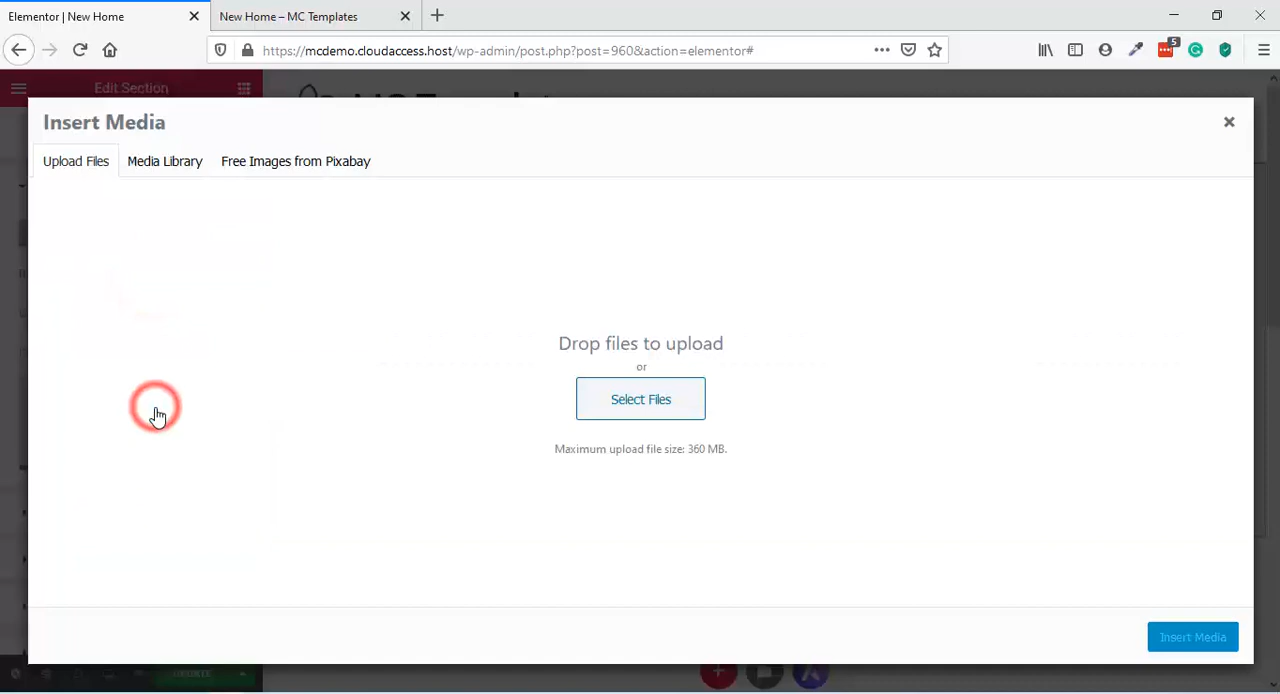 Elementor | New Home
New Home – MC Templates
https://mcdemo.cloudaccess.host/wp-admin/post.php?post=960&action=elementor#
5
Edit Section
Insert Media
Upload Files
Media Library
Free Images from Pixabay
Drop files to upload
or
Select Files
Maximum upload file size: 360 MB.
Insert Media
UPDATE